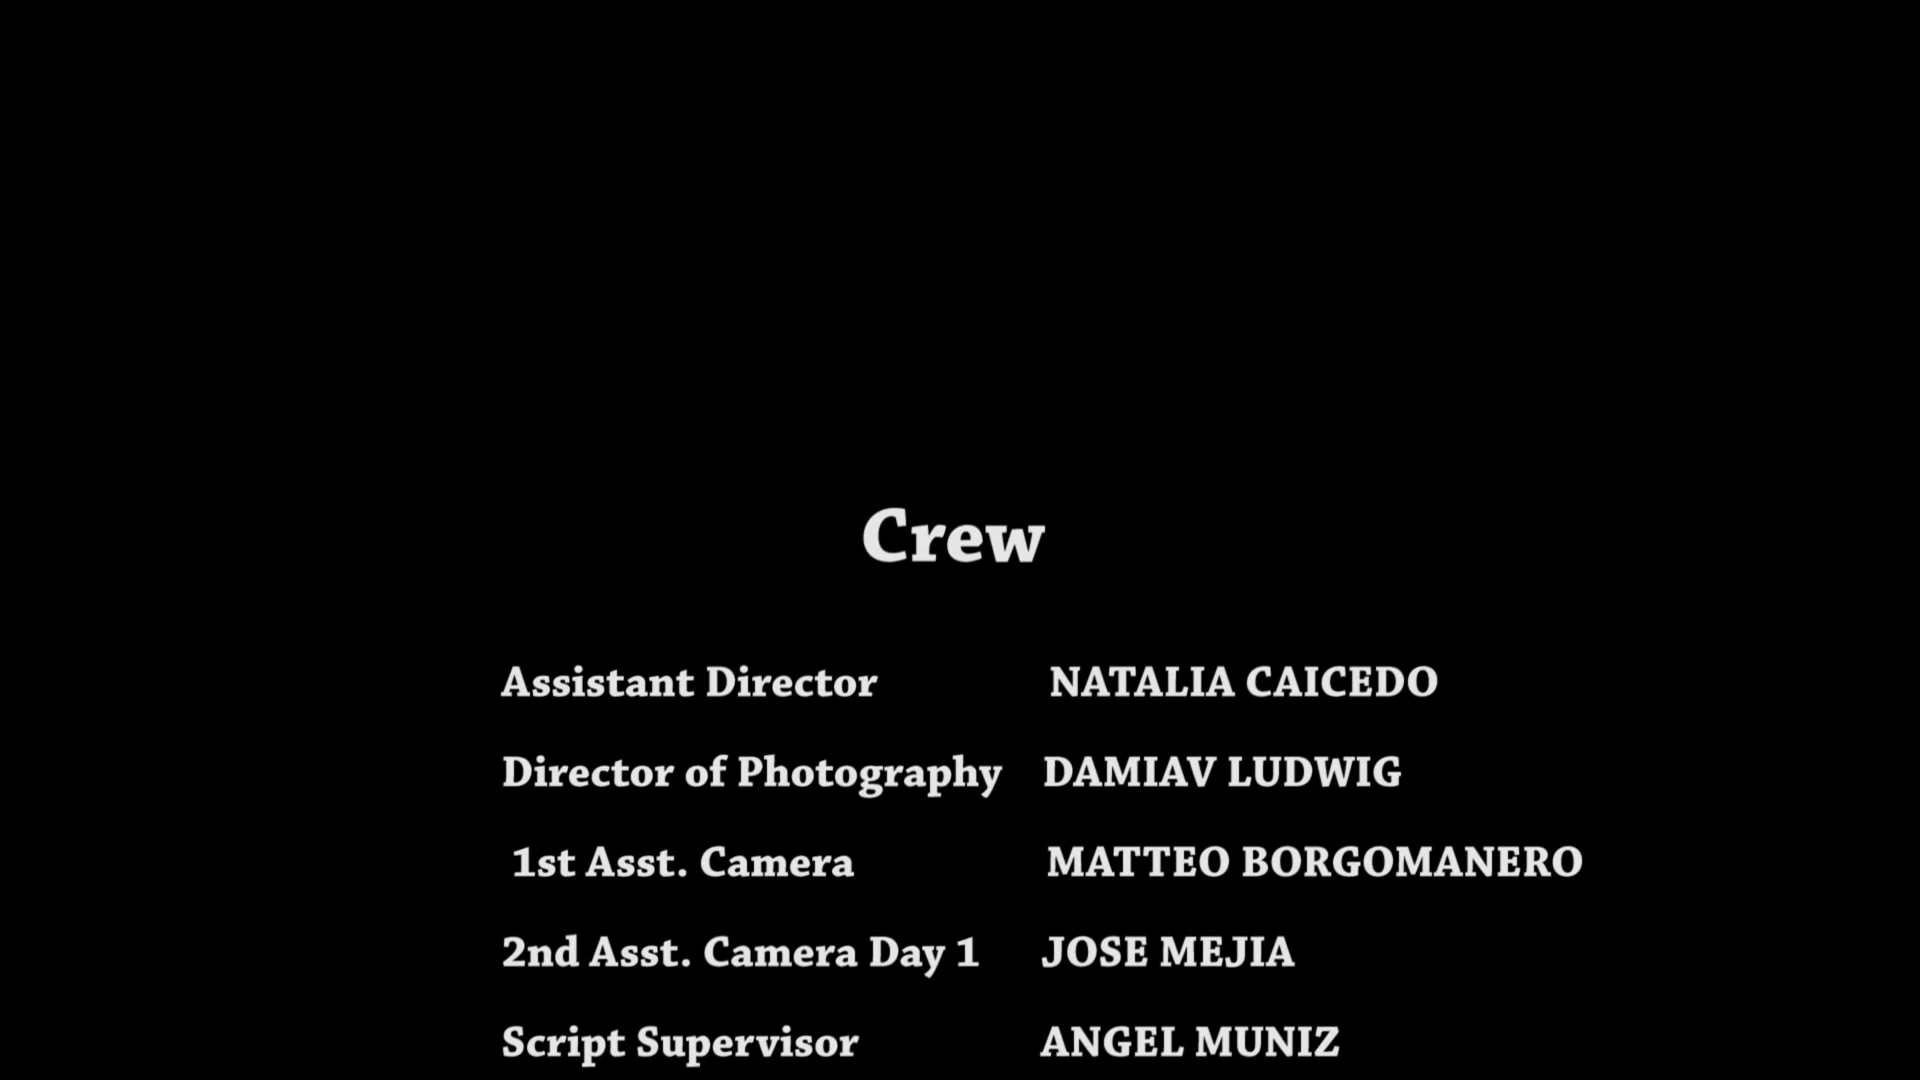 Crew
Assistant Director NATALIA CAICEDO
Director of Photography DAMIAV LUDWIG
1st Asst. Camera MATTEO BORGOMANERO
2nd Asst. Camera Day 1 JOSE MEJIA
Script Supervisor ANGEL MUNIZ